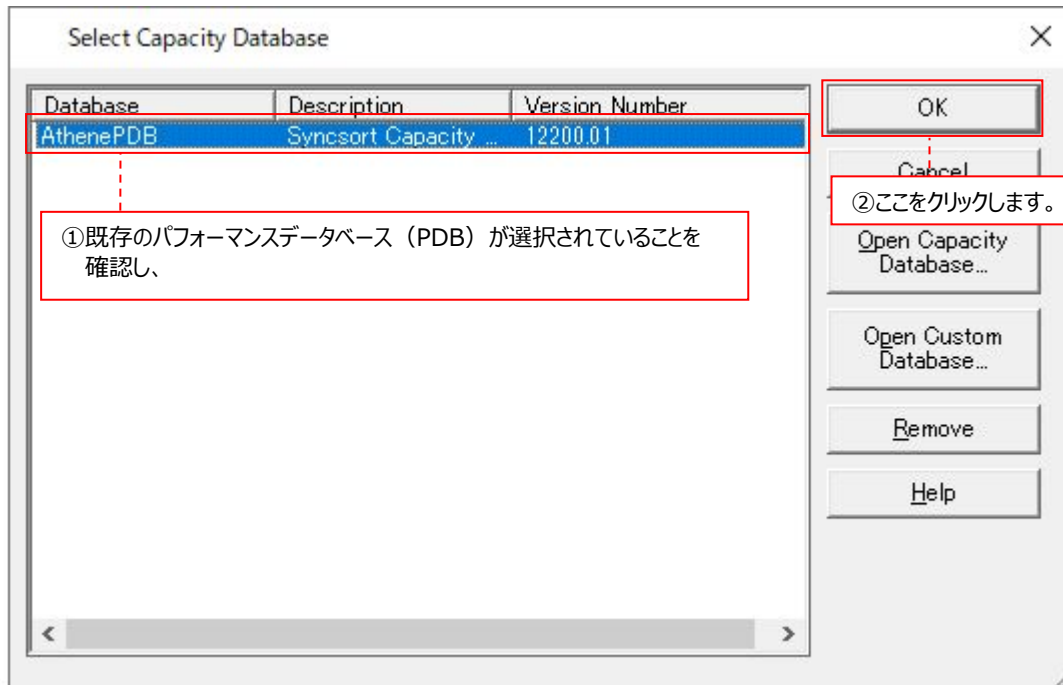 Select Capacity Database
Database Description Version Number
AthenePDB Syncsort Capacity ... 12200.01
①既存のパフォーマンスデータベース（PDB）が選択されていることを
確認し、
OK
Cancel
②ここをクリックします。
Open Capacity
Database...
Open Custom
Database...
Remove
Help